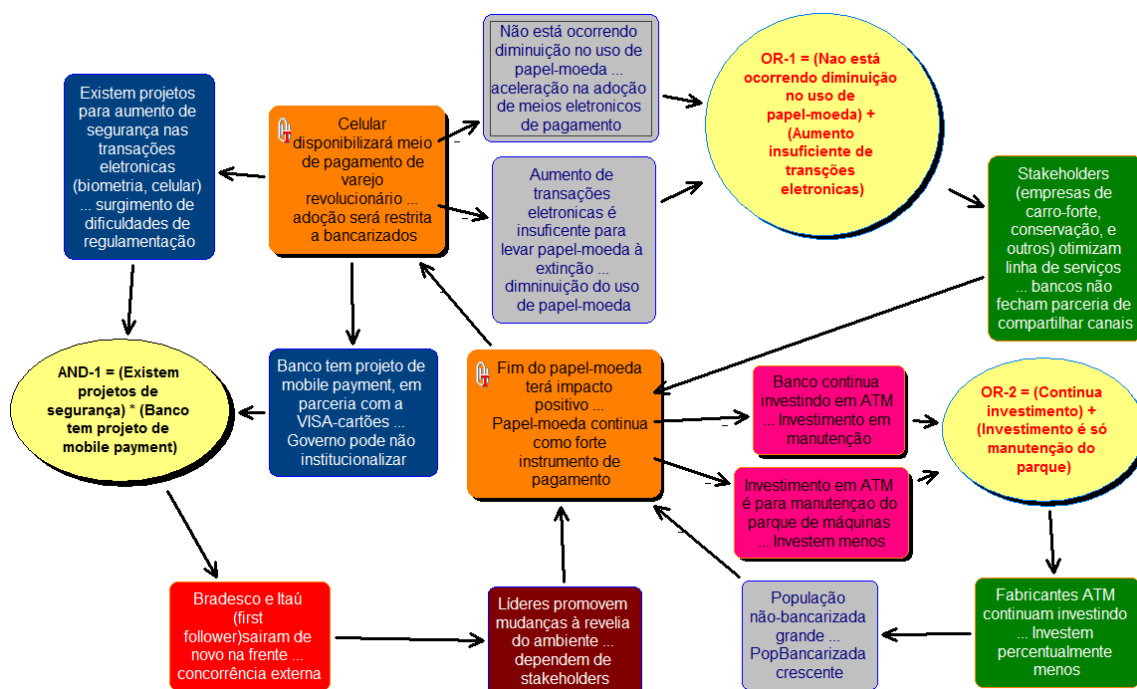 Não está ocorrendo
diminuição no uso de
papel-moeda ...
aceleração na adoção
de meios eletronicos
de pagamento
OR-1 = (Nao está
ocorrendo diminuição
no uso de
papel-moeda) +
(Aumento
insuficiente de
transções
eletronicas)
Existem projetos
para aumento de
segurança nas
transações
eletronicas
(biometria, celular)
... surgimento de
dificuldades de
regulamentação
Celular
disponibilizará meio
de pagamento de
varejo
revolucionário ...
adoção será restrita
a bancarizados
Aumento de
transações
eletronicas é
insuficente para
levar papel-moeda à
extinção ...
dimninuição do uso
de papel-moeda
Stakeholders
(empresas de
carro-forte,
conservação, e
outros) otimizam
linha de serviços
... bancos não
fecham parceria de
compartilhar canais
AND-1 = (Existem
projetos de
segurança) * (Banco
tem projeto de
mobile payment)
Banco tem projeto de
mobile payment, em
parceria com a
VISA-cartões ...
Governo pode não
institucionalizar
Fim do papel-moeda
terá impacto
positivo ...
Papel-moeda continua
como forte
instrumento de
pagamento
Banco continua
investindo em ATM
... Investimento em
manutenção
OR-2 = (Continua
investimento) +
(Investimento é só
manutenção do
parque)
Investimento em ATM
é para manutençao do
parque de máquinas
... Investem menos
Bradesco e Itaú
(first
follower)sairam de
novo na frente ...
concorrência externa
Líderes promovem
mudanças à revelia
do ambiente ...
dependem de
stakeholders
População
não-bancarizada
grande ...
PopBancarizada
crescente
Fabricantes ATM
continuam investindo
... Investem
percentualmente
menos